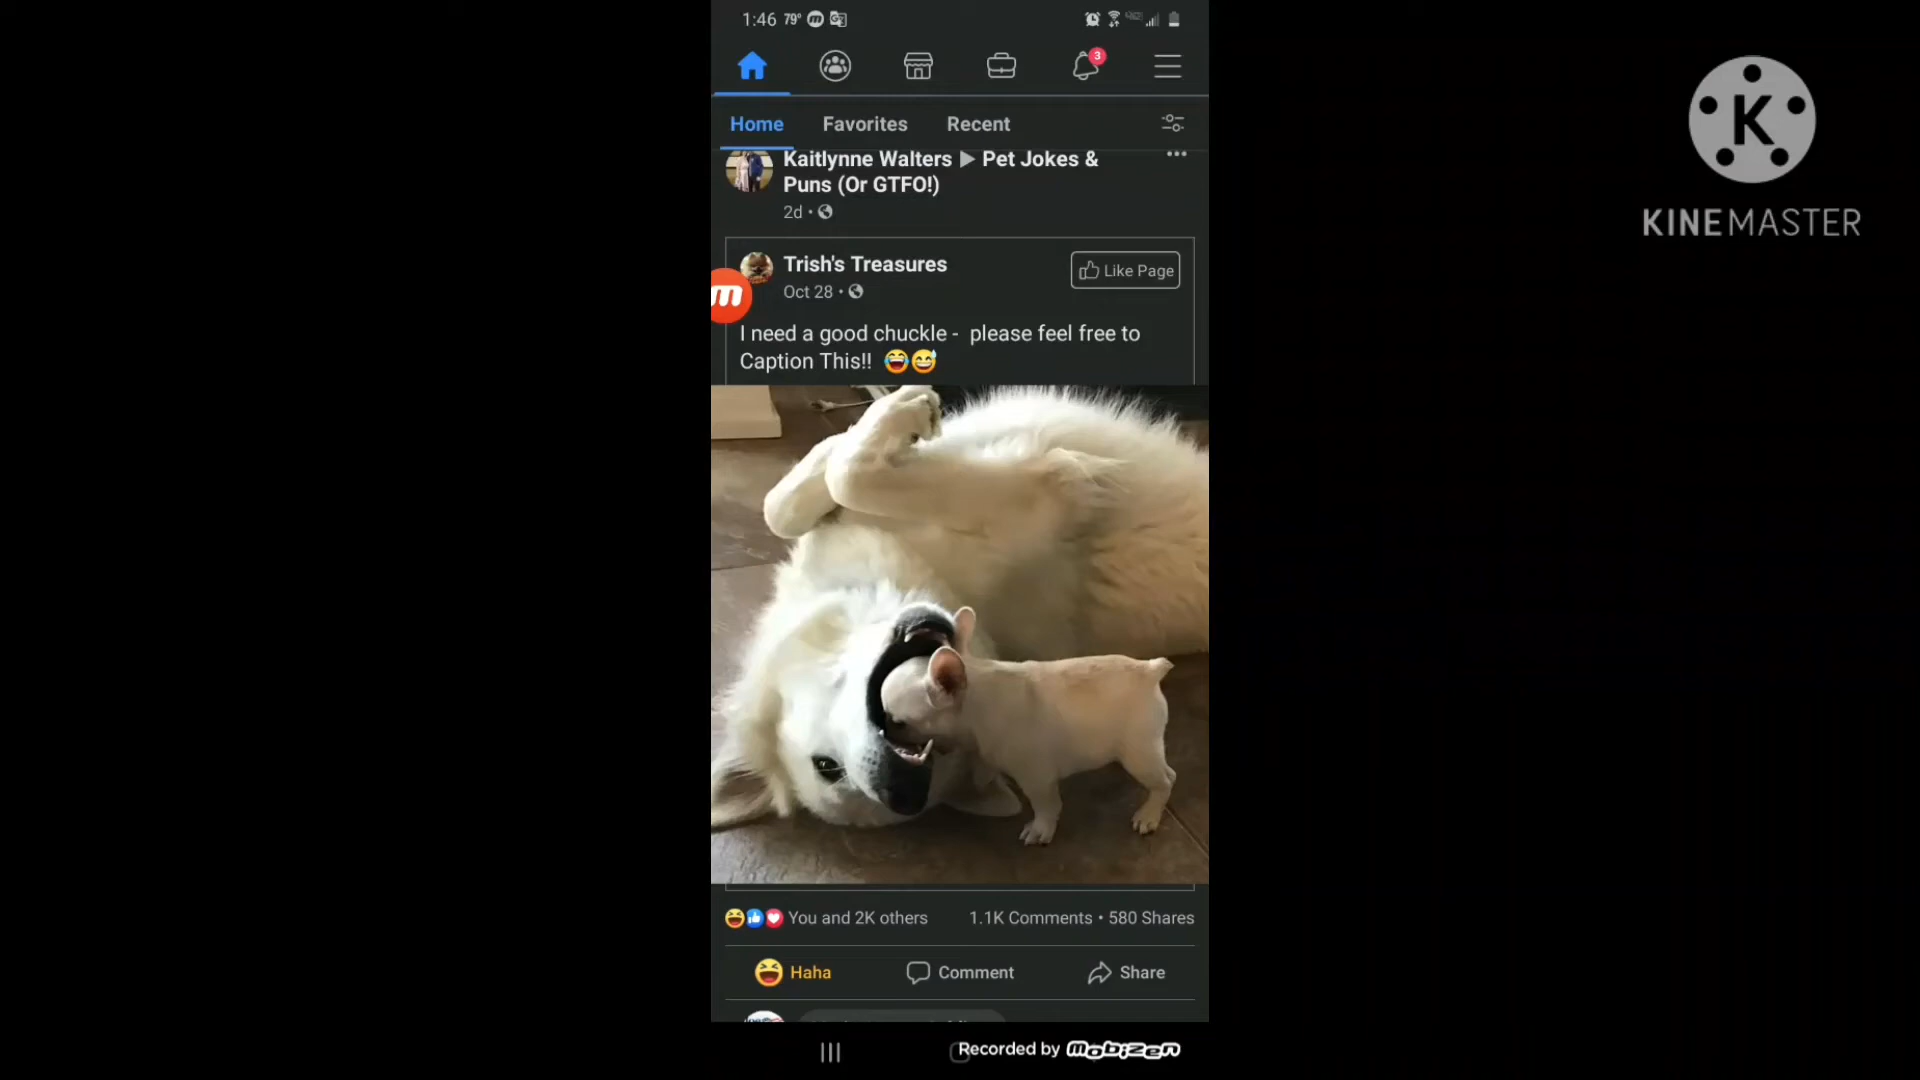 1:46 79°
K
KINEMASTER
3
Home Favorites Recent
Kaitlynne Walters ▶ Pet Jokes &
Puns (Or GTFO!)
2d •
Trish's Treasures
Like Page
Oct 28 •
m
I need a good chuckle - please feel free to
Caption This!! 😂😅
You and 2K others 1.1K Comments • 580 Shares
Haha Comment Share
Recorded by Mobizen